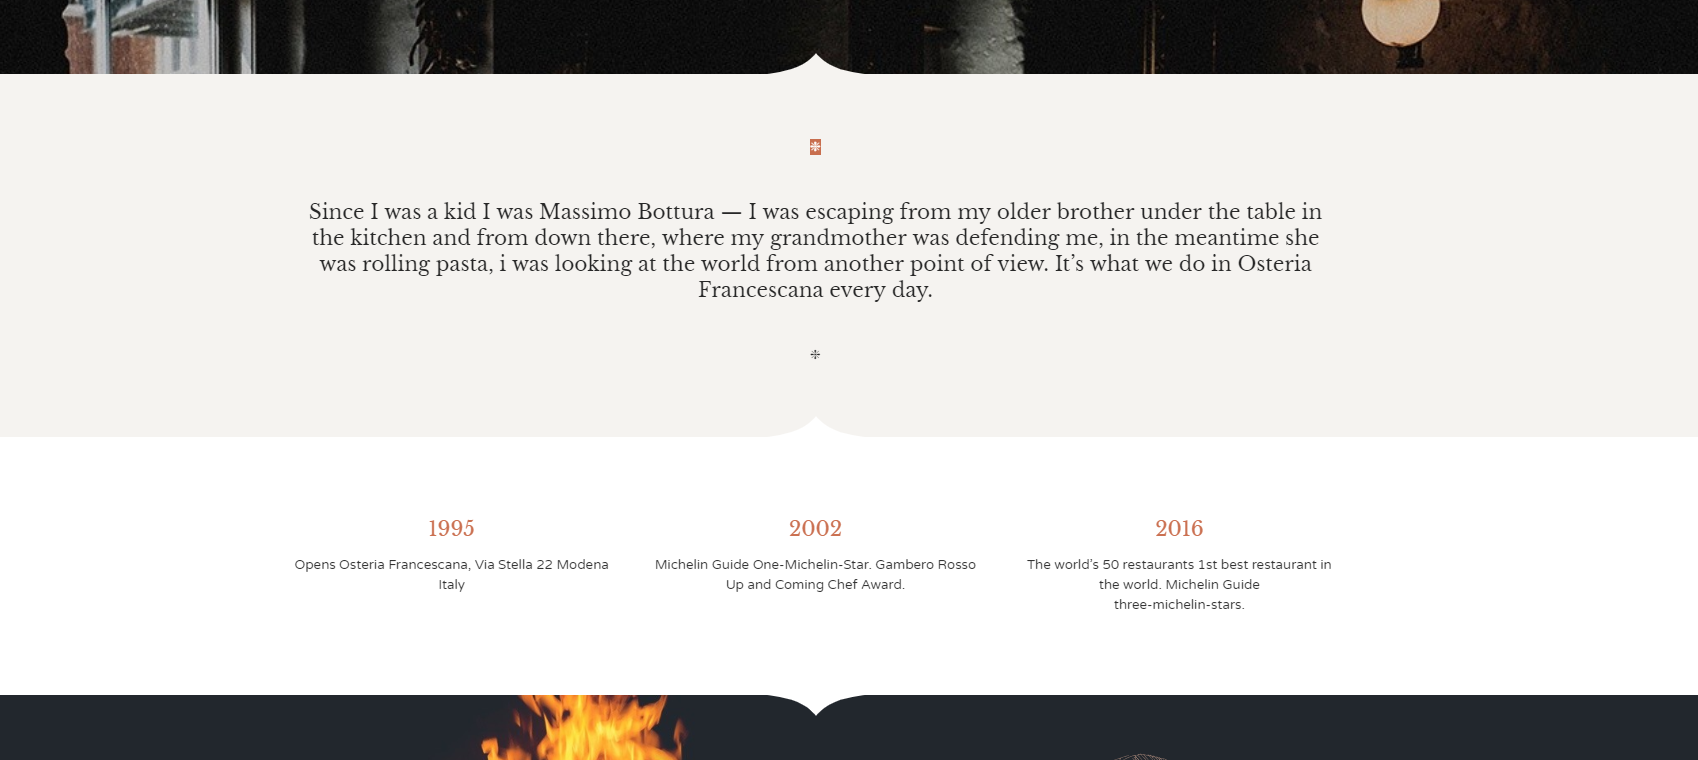 ❉
Since I was a kid I was Massimo Bottura — I was escaping from my older brother under the table in
the kitchen and from down there, where my grandmother was defending me, in the meantime she
was rolling pasta, i was looking at the world from another point of view. It’s what we do in Osteria
Francescana every day.
❉
1995
Opens Osteria Francescana, Via Stella 22 Modena
Italy
2002
Michelin Guide One-Michelin-Star. Gambero Rosso
Up and Coming Chef Award.
2016
The world’s 50 restaurants 1st best restaurant in
the world. Michelin Guide
three-michelin-stars.